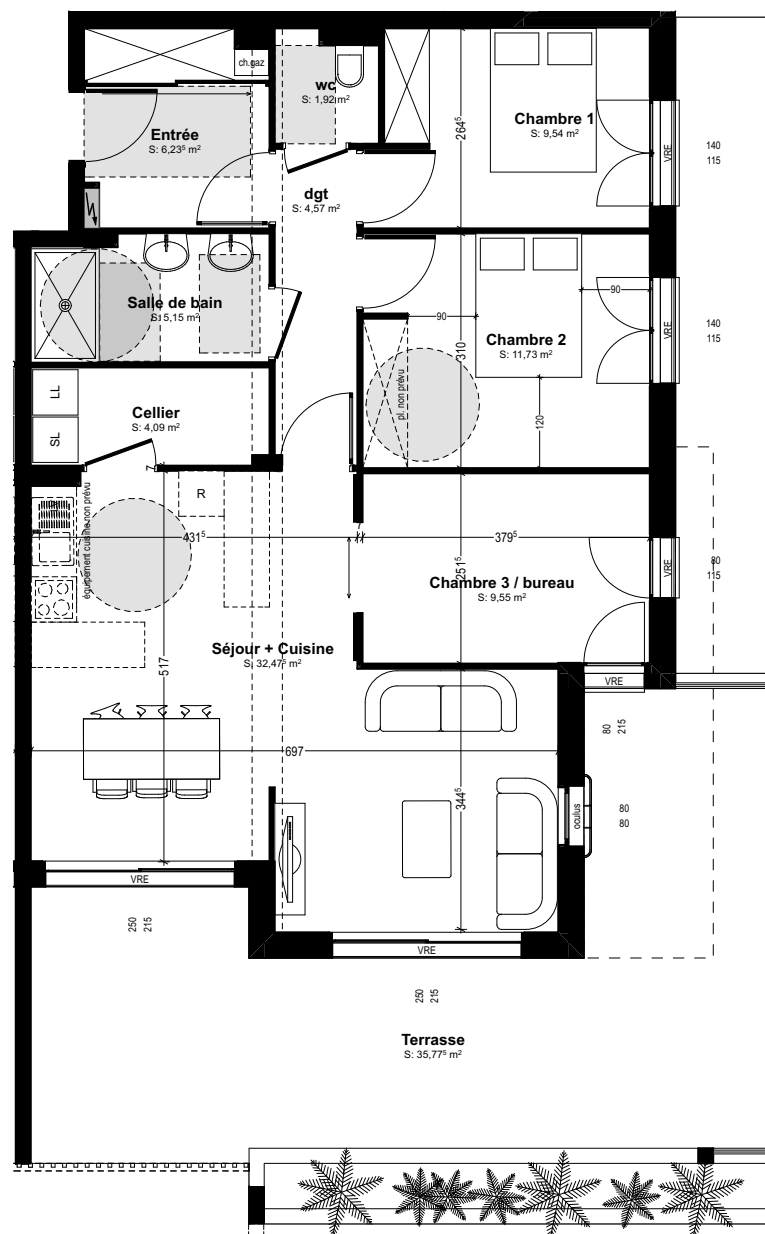 ch.gaz
wc
S: 1,92 m²
Entrée
S: 6,23⁵ m²
Chambre 1
S: 9,54 m²
264⁵
VRE
140
115
dgt
S: 4,57 m²
Salle de bain
S: 5,15 m²
90
90
Chambre 2
S: 11,73 m²
310
VRE
140
115
pl. non prévu
120
LL
SL
Cellier
S: 4,09 m²
7
R
équipement cuisine non prévu
431⁵
379⁵
251⁵
Chambre 3 / bureau
S: 9,55 m²
VRE
80
115
Séjour + Cuisine
S: 32,47⁵ m²
517
VRE
80
215
697
344⁵
oculus
80
80
VRE
250
215
VRE
250
215
Terrasse
S: 35,77⁵ m²